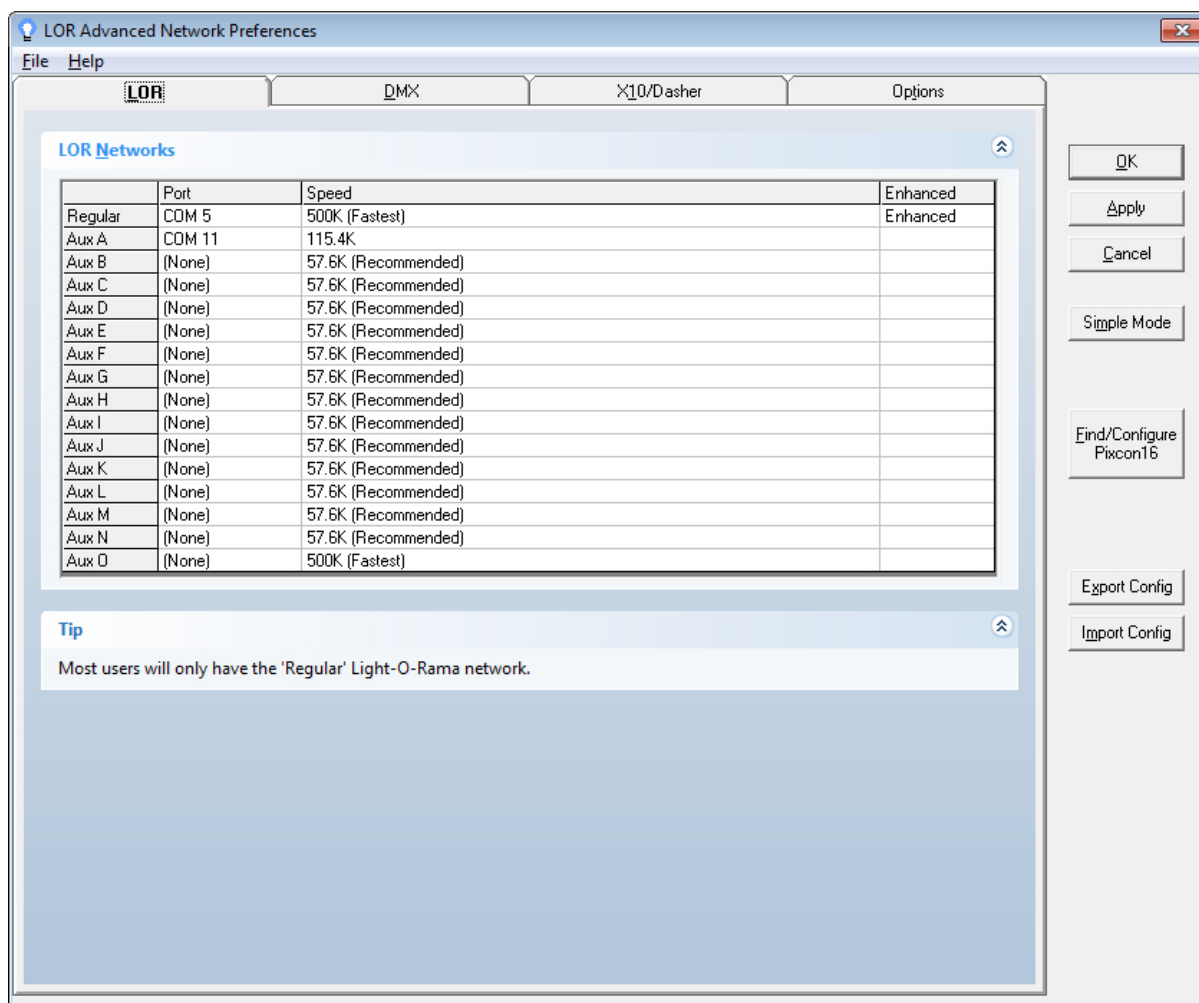 LOR Advanced Network Preferences
File Help
LOR DMX X10/Dasher Options
LOR Networks
Port Speed Enhanced
Regular COM 5 500K (Fastest) Enhanced
Aux A COM 11 115.4K
Aux B (None) 57.6K (Recommended)
Aux C (None) 57.6K (Recommended)
Aux D (None) 57.6K (Recommended)
Aux E (None) 57.6K (Recommended)
Aux F (None) 57.6K (Recommended)
Aux G (None) 57.6K (Recommended)
Aux H (None) 57.6K (Recommended)
Aux I (None) 57.6K (Recommended)
Aux J (None) 57.6K (Recommended)
Aux K (None) 57.6K (Recommended)
Aux L (None) 57.6K (Recommended)
Aux M (None) 57.6K (Recommended)
Aux N (None) 57.6K (Recommended)
Aux O (None) 500K (Fastest)
Tip
Most users will only have the 'Regular' Light-O-Rama network.
OK
Apply
Cancel
Simple Mode
Find/Configure
Pixcon16
Export Config
Import Config